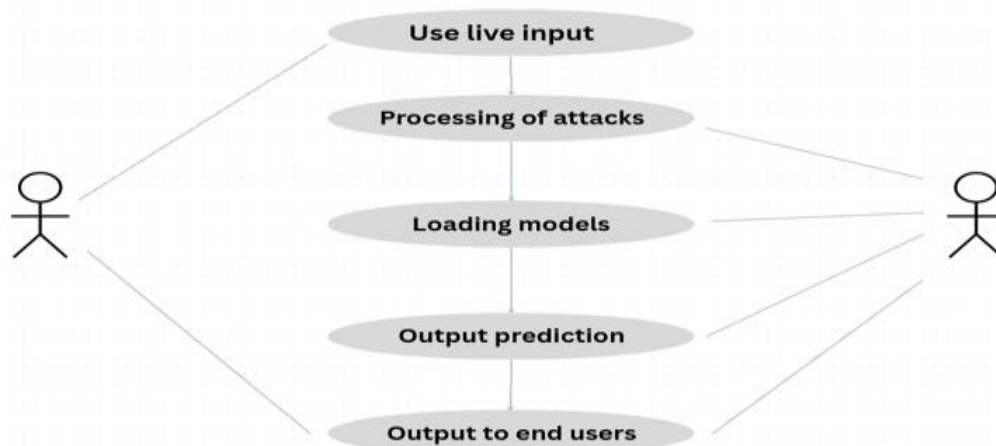 Use live input
Processing of attacks
Loading models
Output prediction
Output to end users